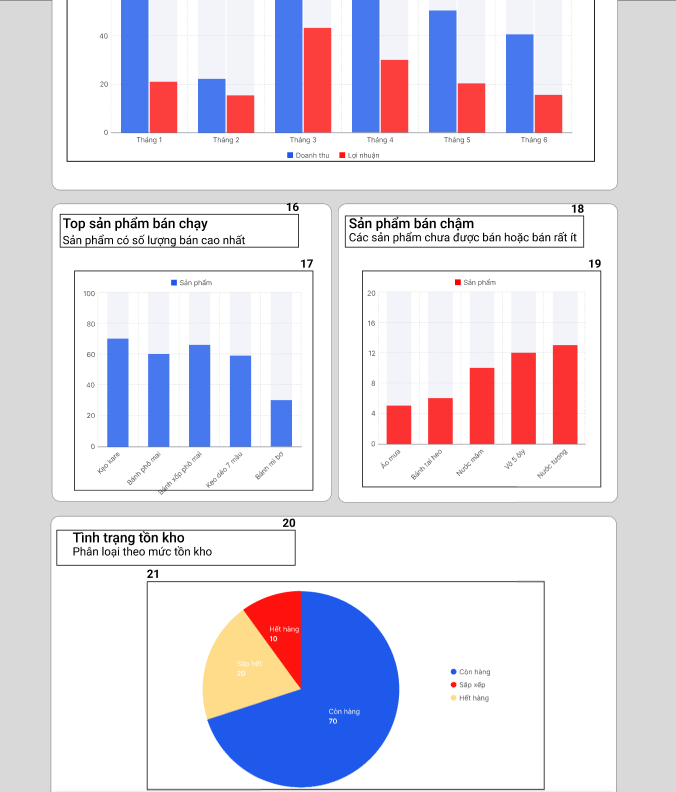 40
20
0
Tháng 1 Tháng 2 Tháng 3 Tháng 4 Tháng 5 Tháng 6
Doanh thu Lợi nhuận
16
Top sản phẩm bán chạy
Sản phẩm có số lượng bán cao nhất
17
Sản phẩm
100
80
60
40
20
0
Kẹo kare Bánh phô mai Bánh xốp phô mai Kẹo dẻo 7 màu Bánh mì bơ
18
Sản phẩm bán chậm
Các sản phẩm chưa được bán hoặc bán rất ít
19
Sản phẩm
20
16
12
8
4
0
Áo mưa Bánh tai heo Nước mắm Vở 5 ôly Nước tương
20
Tình trạng tồn kho
Phân loại theo mức tồn kho
21
Hết hàng
10
Sắp hết
20
Còn hàng
70
Còn hàng
Sắp xếp
Hết hàng